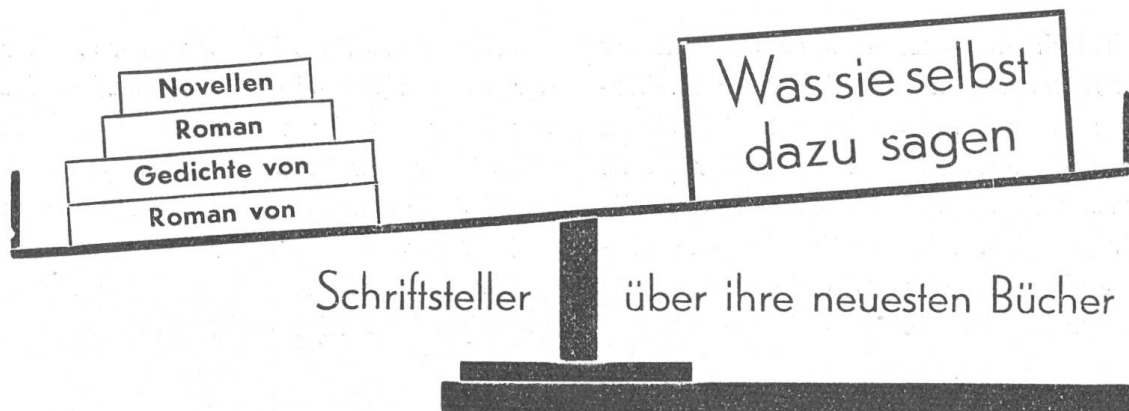 Novellen
Roman
Gedichte von
Roman von
Was sie selbst
dazu sagen
Schriftsteller über ihre neuesten Bücher